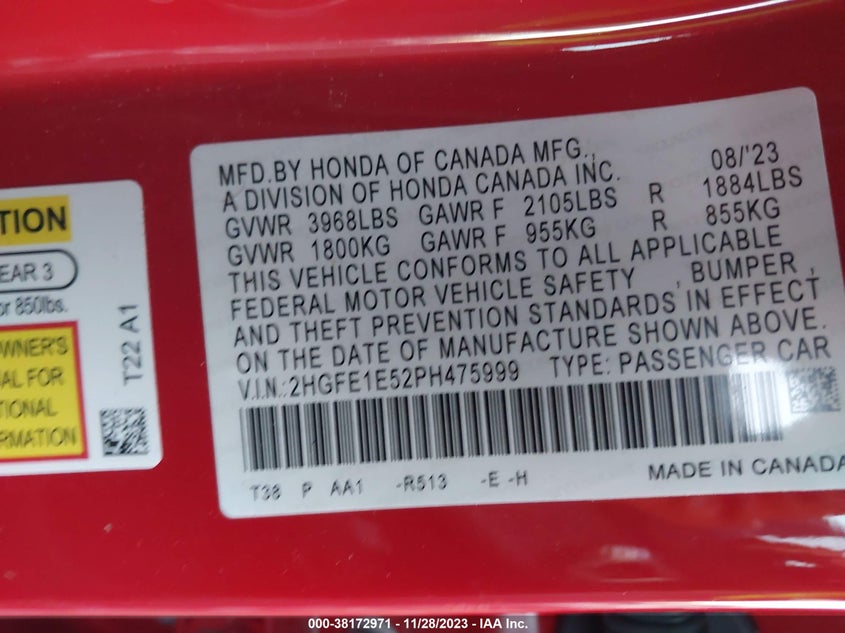 MFD.BY HONDA OF CANADA MFG., 08/'23
A DIVISION OF HONDA CANADA INC.
GVWR 3968LBS GAWR F 2105LBS R 1884LBS
GVWR 1800KG GAWR F 955KG R 855KG
THIS VEHICLE CONFORMS TO ALL APPLICABLE
FEDERAL MOTOR VEHICLE SAFETY , BUMPER ,
AND THEFT PREVENTION STANDARDS IN EFFECT
ON THE DATE OF MANUFACTURE SHOWN ABOVE.
V.I.N.:2HGFE1E52PH475999 TYPE: PASSENGER CAR
T38 P AA1 -R513 -E -H MADE IN CANADA
TION
EAR 3
or 850lbs.
WNER'S
AL FOR
TIONAL
RMATION
T22 A1
000-38172971 - 11/28/2023 - IAA Inc.